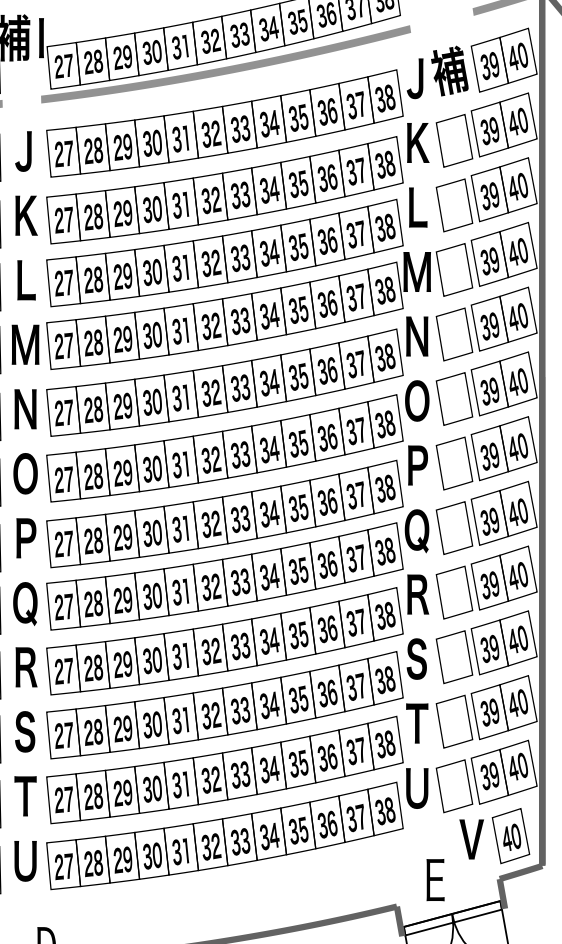 補 I 27 28 29 30 31 32 33 34 35 36 37 38
J 27 28 29 30 31 32 33 34 35 36 37 38 J 補 39 40
K 27 28 29 30 31 32 33 34 35 36 37 38 K 39 40
L 27 28 29 30 31 32 33 34 35 36 37 38 L 39 40
M 27 28 29 30 31 32 33 34 35 36 37 38 M 39 40
N 27 28 29 30 31 32 33 34 35 36 37 38 N 39 40
O 27 28 29 30 31 32 33 34 35 36 37 38 O 39 40
P 27 28 29 30 31 32 33 34 35 36 37 38 P 39 40
Q 27 28 29 30 31 32 33 34 35 36 37 38 Q 39 40
R 27 28 29 30 31 32 33 34 35 36 37 38 R 39 40
S 27 28 29 30 31 32 33 34 35 36 37 38 S 39 40
T 27 28 29 30 31 32 33 34 35 36 37 38 T 39 40
U 27 28 29 30 31 32 33 34 35 36 37 38 U 39 40
V 40
E
D